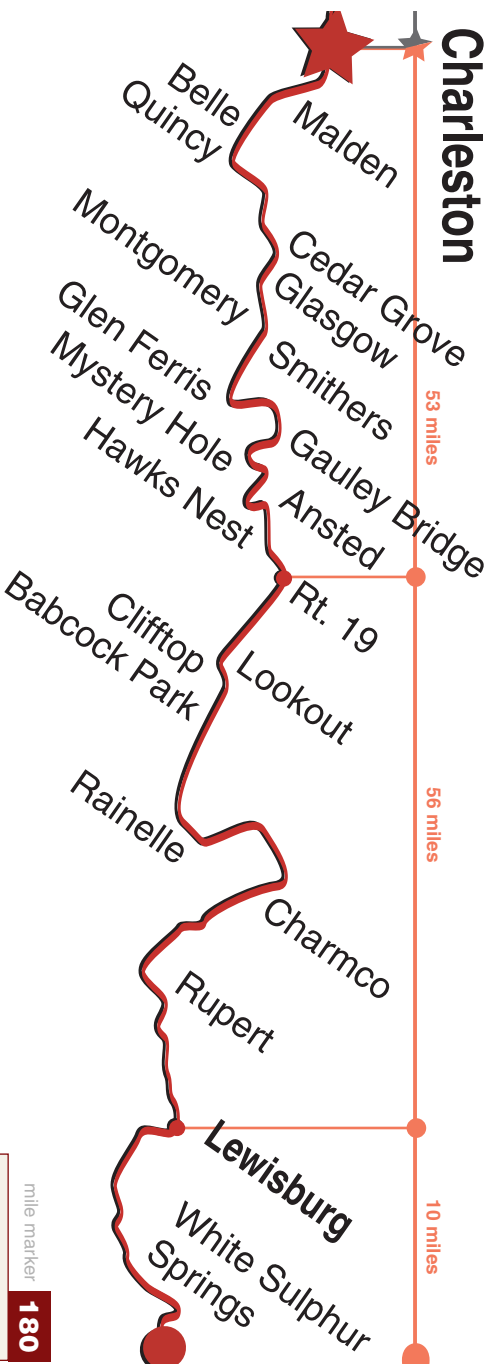 Charleston
Belle
Quincy
Malden
Montgomery
Cedar Grove
Glasgow
Glen Ferris
Smithers
Mystery Hole
53 miles
Hawks Nest
Gauley Bridge
Ansted
Rt. 19
Clifftop
Babcock Park
Lookout
Rainelle
56 miles
Charmco
Rupert
Lewisburg
10 miles
White Sulphur
Springs
mile marker
180